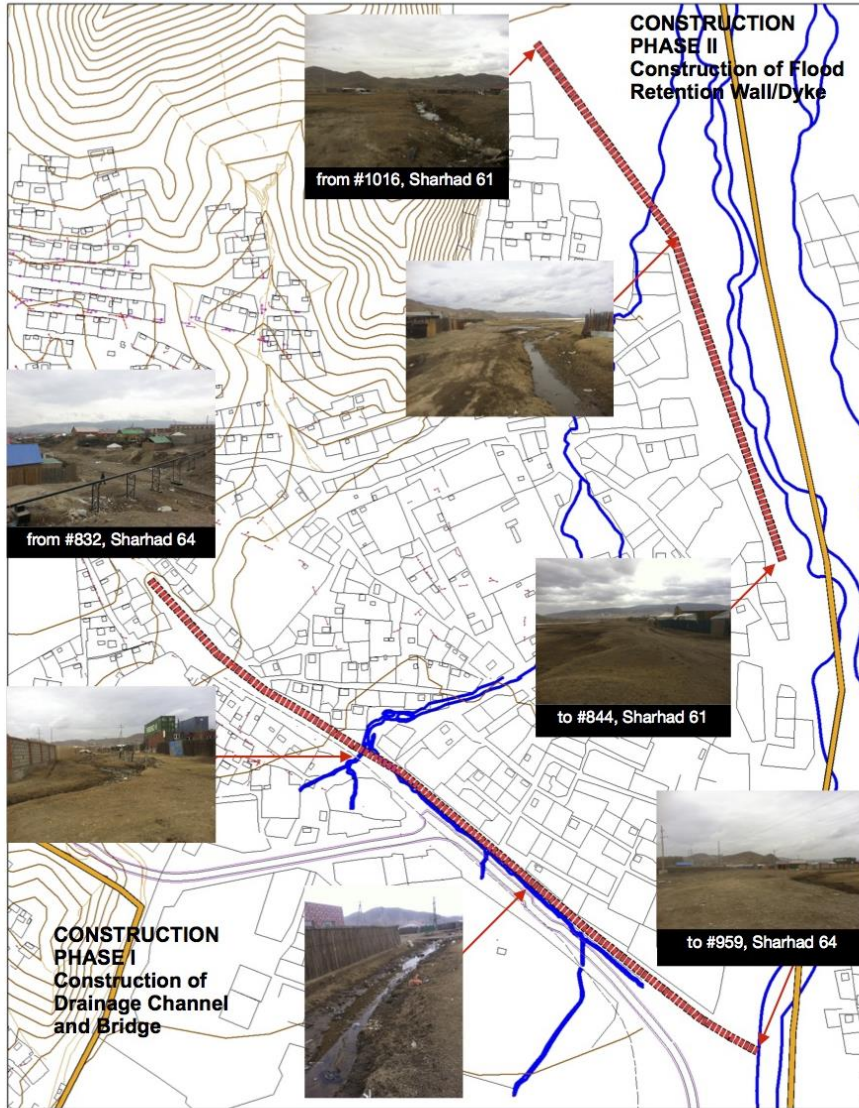 CONSTRUCTION
PHASE II
Construction of Flood
Retention Wall/Dyke
from #1016, Sharhad 61
from #832, Sharhad 64
to #844, Sharhad 61
to #959, Sharhad 64
CONSTRUCTION
PHASE I
Construction of
Drainage Channel
and Bridge